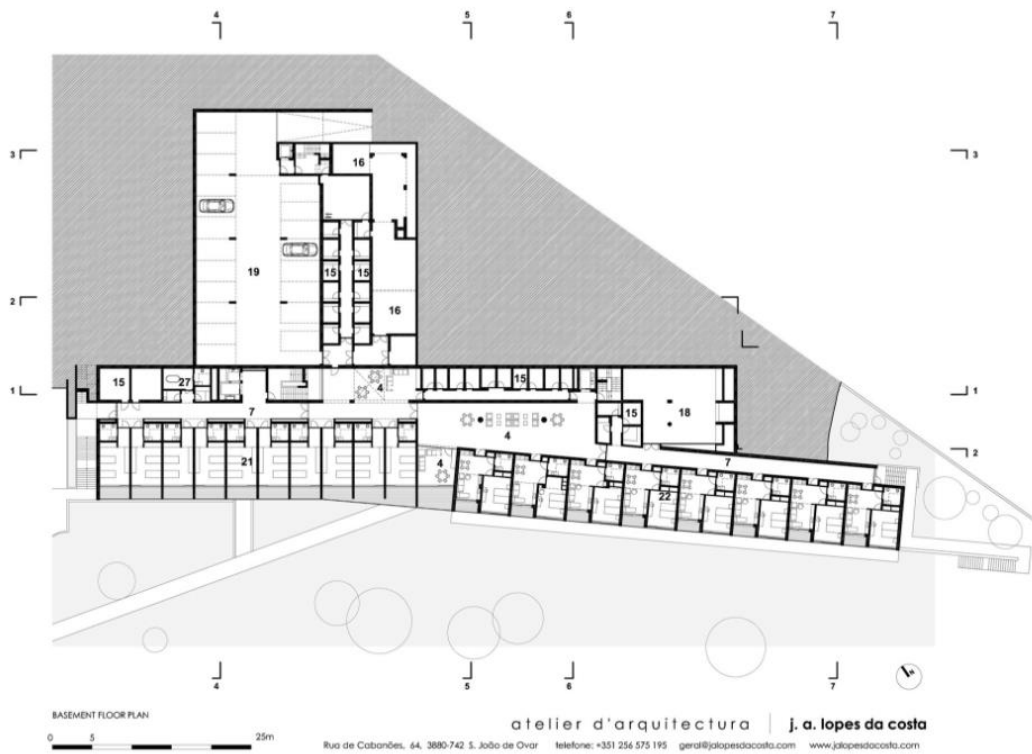 4 5 6 7
3 3
16
15 15
19
2
16
1 15 27 4 15 1
15 18
7
4 2
21 4 7
22
4 5 6 7
N
BASEMENT FLOOR PLAN
atelier d'arquitectura j. a. lopes da costa
0 5 25m
Rua de Cabanões, 64, 3880-742 S. João de Ovar telefone: +351 256 575 195 geral@jalopesdacosta.com www.jalopesdacosta.com